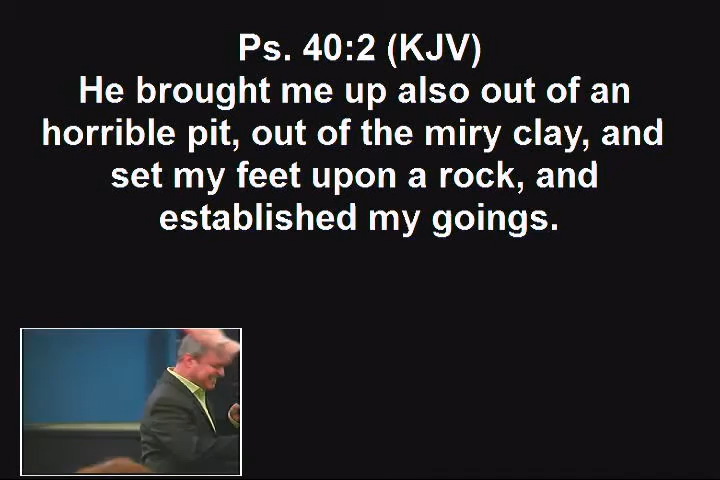 Ps. 40:2 (KJV)
He brought me up also out of an
horrible pit, out of the miry clay, and
set my feet upon a rock, and
established my goings.